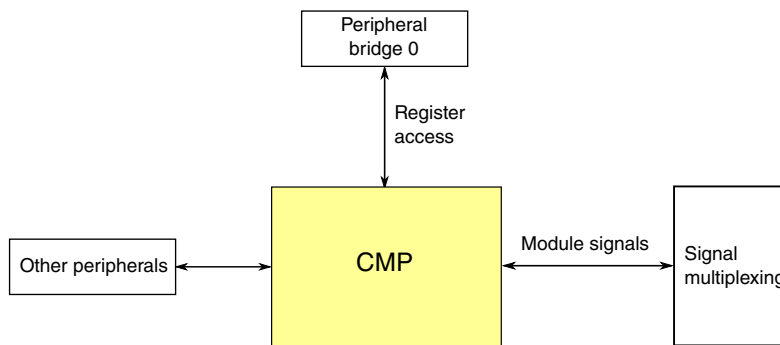 Peripheral
bridge 0
Register
access
Other peripherals
CMP
Module signals
Signal
multiplexing